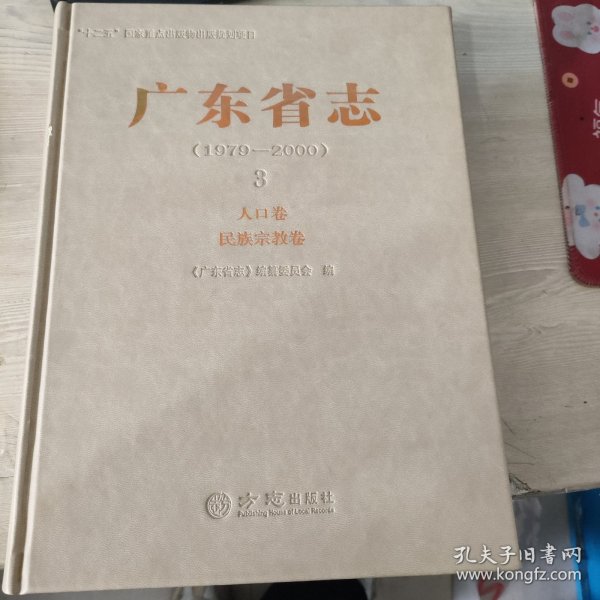 “十二五”国家重点出版物出版规划项目
广东省志
(1979—2000)
3
人口卷
民族宗教卷
《广东省志》编纂委员会 编
方志出版社
Publishing House of Local Records
孔夫子旧书网
www.kongfz.com